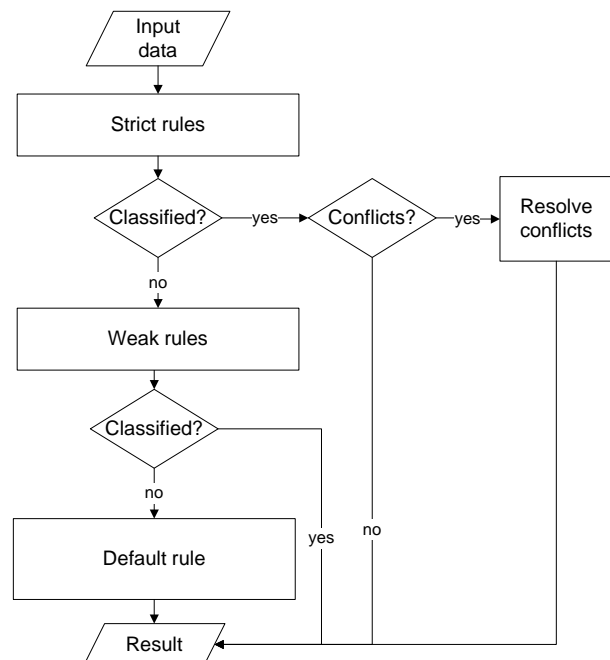 Input
data
Strict rules
Classified?
yes
Conflicts?
yes
Resolve
conflicts
no
Weak rules
Classified?
no
yes
no
Default rule
Result